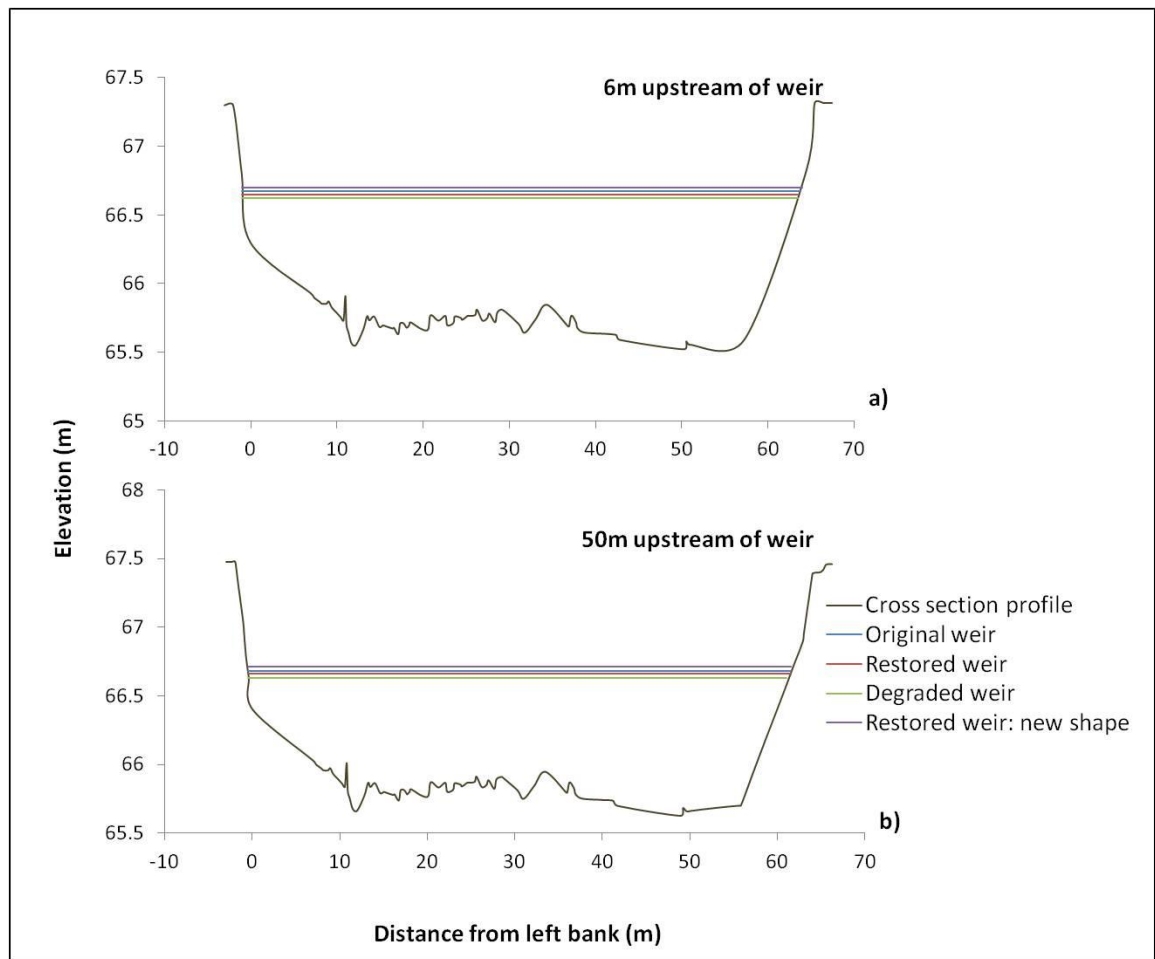 67.5
6m upstream of weir
67
66.5
66
65.5
a)
65
-10 0 10 20 30 40 50 60 70
Elevation (m)
68
50m upstream of weir
67.5
Cross section profile
67
Original weir
Restored weir
66.5
Degraded weir
Restored weir: new shape
66
b)
65.5
-10 0 10 20 30 40 50 60 70
Distance from left bank (m)